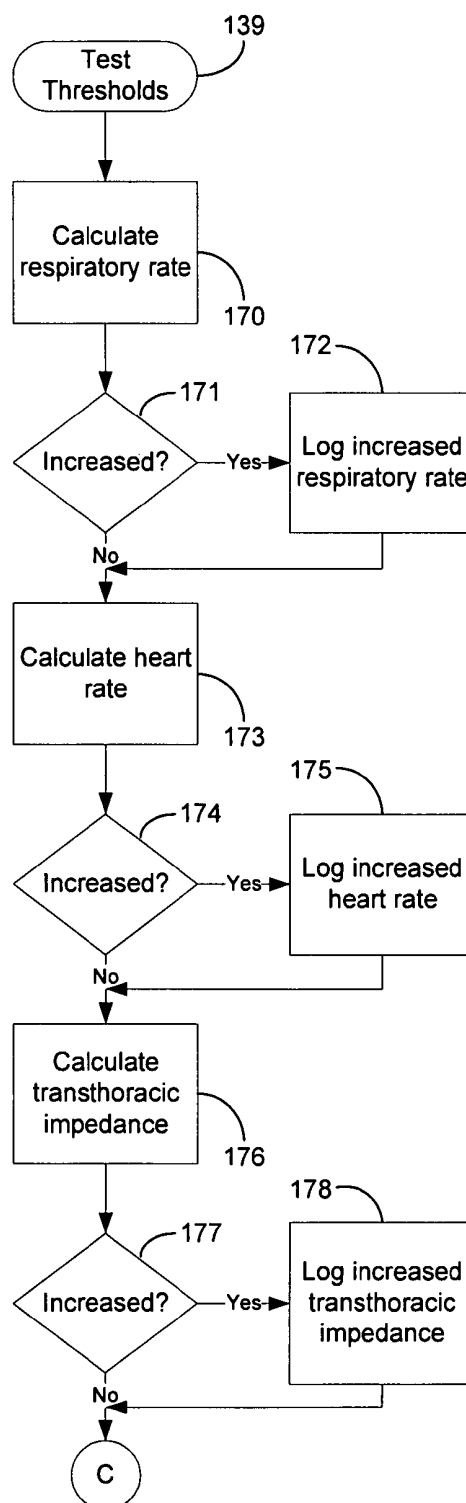 139
Test
Thresholds
Calculate
respiratory rate
170
172
171
Increased?
Yes
Log increased
respiratory rate
No
Calculate heart
rate
173
175
174
Increased?
Yes
Log increased
heart rate
No
Calculate
transthoracic
impedance
176
178
177
Increased?
Yes
Log increased
transthoracic
impedance
No
C